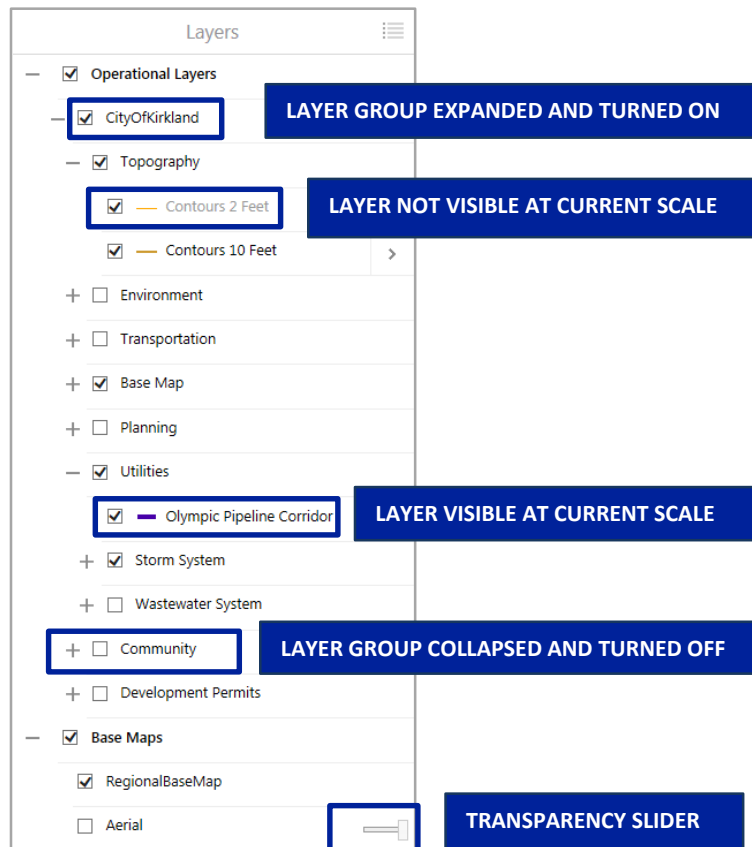 Layers
Operational Layers
CityOfKirkland
LAYER GROUP EXPANDED AND TURNED ON
Topography
Contours 2 Feet
LAYER NOT VISIBLE AT CURRENT SCALE
Contours 10 Feet
Environment
Transportation
Base Map
Planning
Utilities
Olympic Pipeline Corridor
LAYER VISIBLE AT CURRENT SCALE
Storm System
Wastewater System
Community
LAYER GROUP COLLAPSED AND TURNED OFF
Development Permits
Base Maps
RegionalBaseMap
Aerial
TRANSPARENCY SLIDER